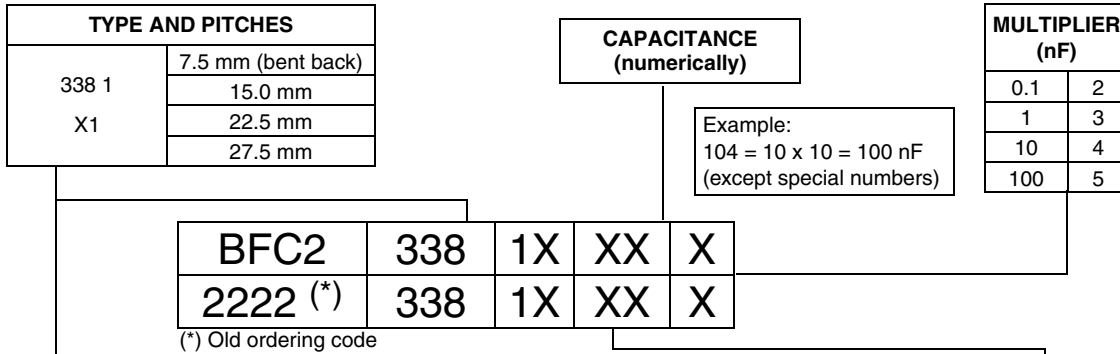 TYPE AND PITCHES
338 1
X1
7.5 mm (bent back)
15.0 mm
22.5 mm
27.5 mm
CAPACITANCE
(numerically)
Example:
104 = 10 x 10 = 100 nF
(except special numbers)
MULTIPLIER
(nF)
0.1 2
1 3
10 4
100 5
BFC2 338 1X XX X
2222 (*) 338 1X XX X
(*) Old ordering code